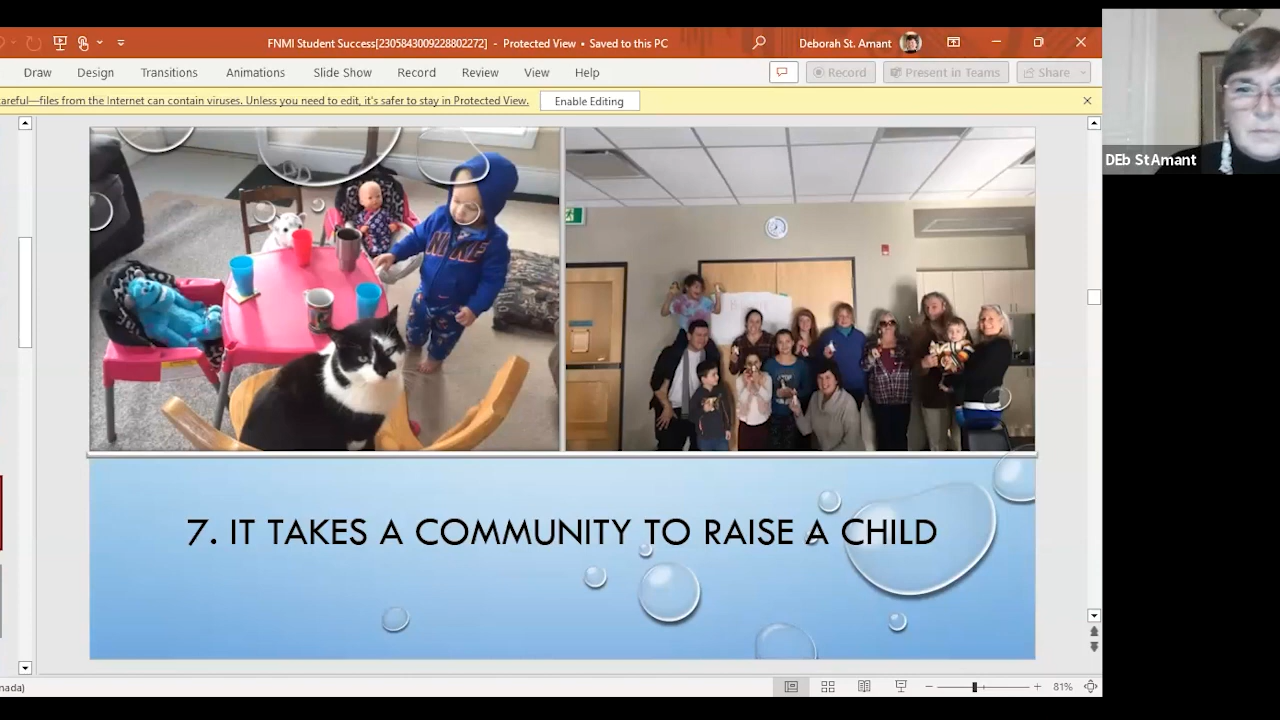 FNMI Student Success[2305843009228802272] - Protected View • Saved to this PC
Deborah St. Amant
Draw Design Transitions Animations Slide Show Record Review View Help
Record
Present in Teams
Share
careful—files from the Internet can contain viruses. Unless you need to edit, it's safer to stay in Protected View.
Enable Editing
DEb StAmant
NIKE
7. IT TAKES A COMMUNITY TO RAISE A CHILD
nada)
81%